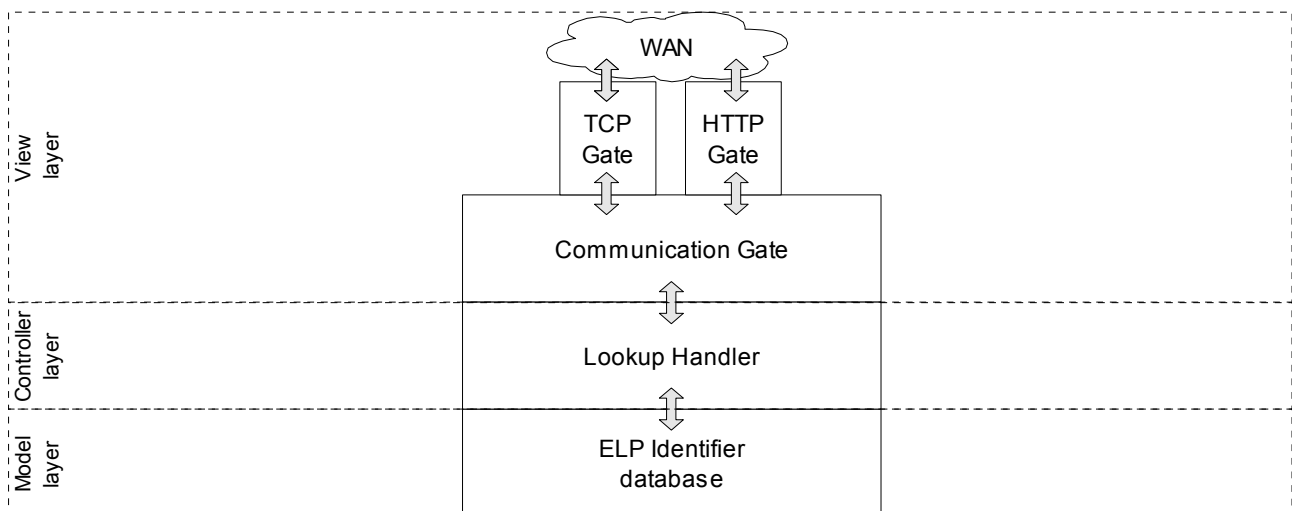 WAN
TCP
Gate
HTTP
Gate
View
layer
Communication Gate
Controller
layer
Lookup Handler
Model
layer
ELP Identifier
database